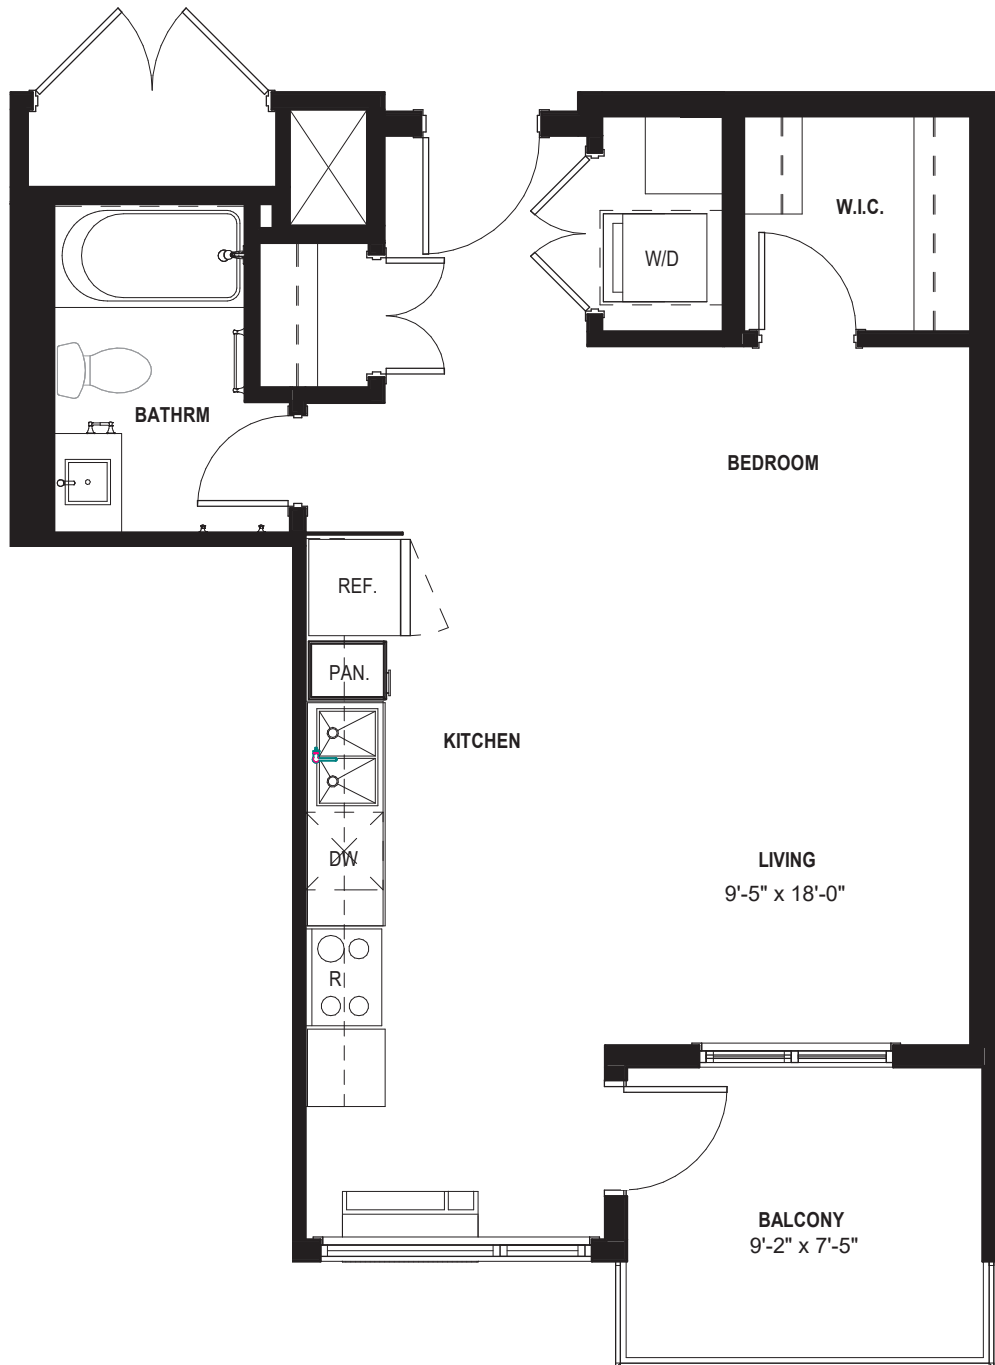 W.I.C.
W/D
BATHRM
BEDROOM
REF.
PAN.
KITCHEN
DW
LIVING
9'-5" x 18'-0"
R
BALCONY
9'-2" x 7'-5"